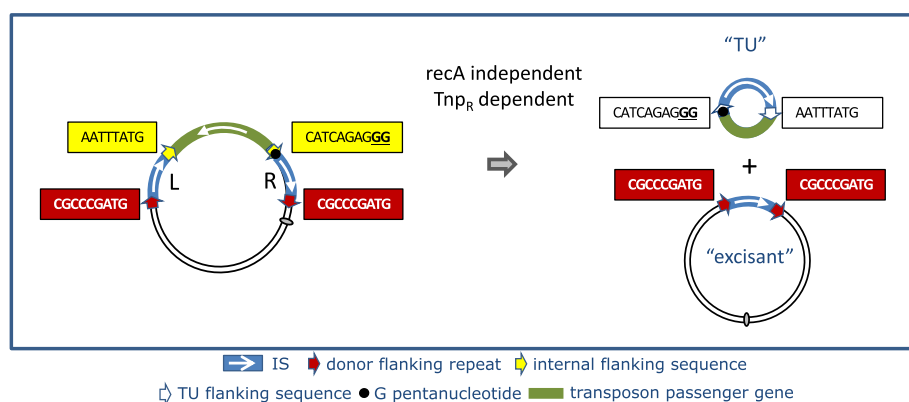 “TU”
recA independent
TnpR dependent
CATCAGAGGG
AATTTATG
AATTTATG
CATCAGAGGG
L
R
+
CGCCCGATG
CGCCCGATG
CGCCCGATG
CGCCCGATG
“excisant”
IS
donor flanking repeat
internal flanking sequence
TU flanking sequence
G pentanucleotide
transposon passenger gene